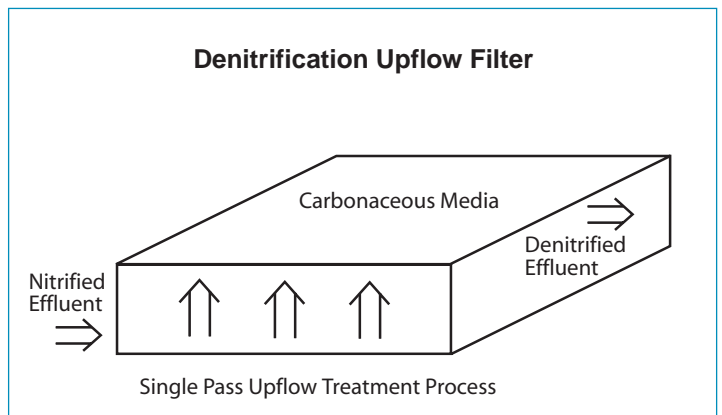 Denitrification Upflow Filter
Carbonaceous Media
Nitrified
Effluent
Denitrified
Effluent
Single Pass Upflow Treatment Process